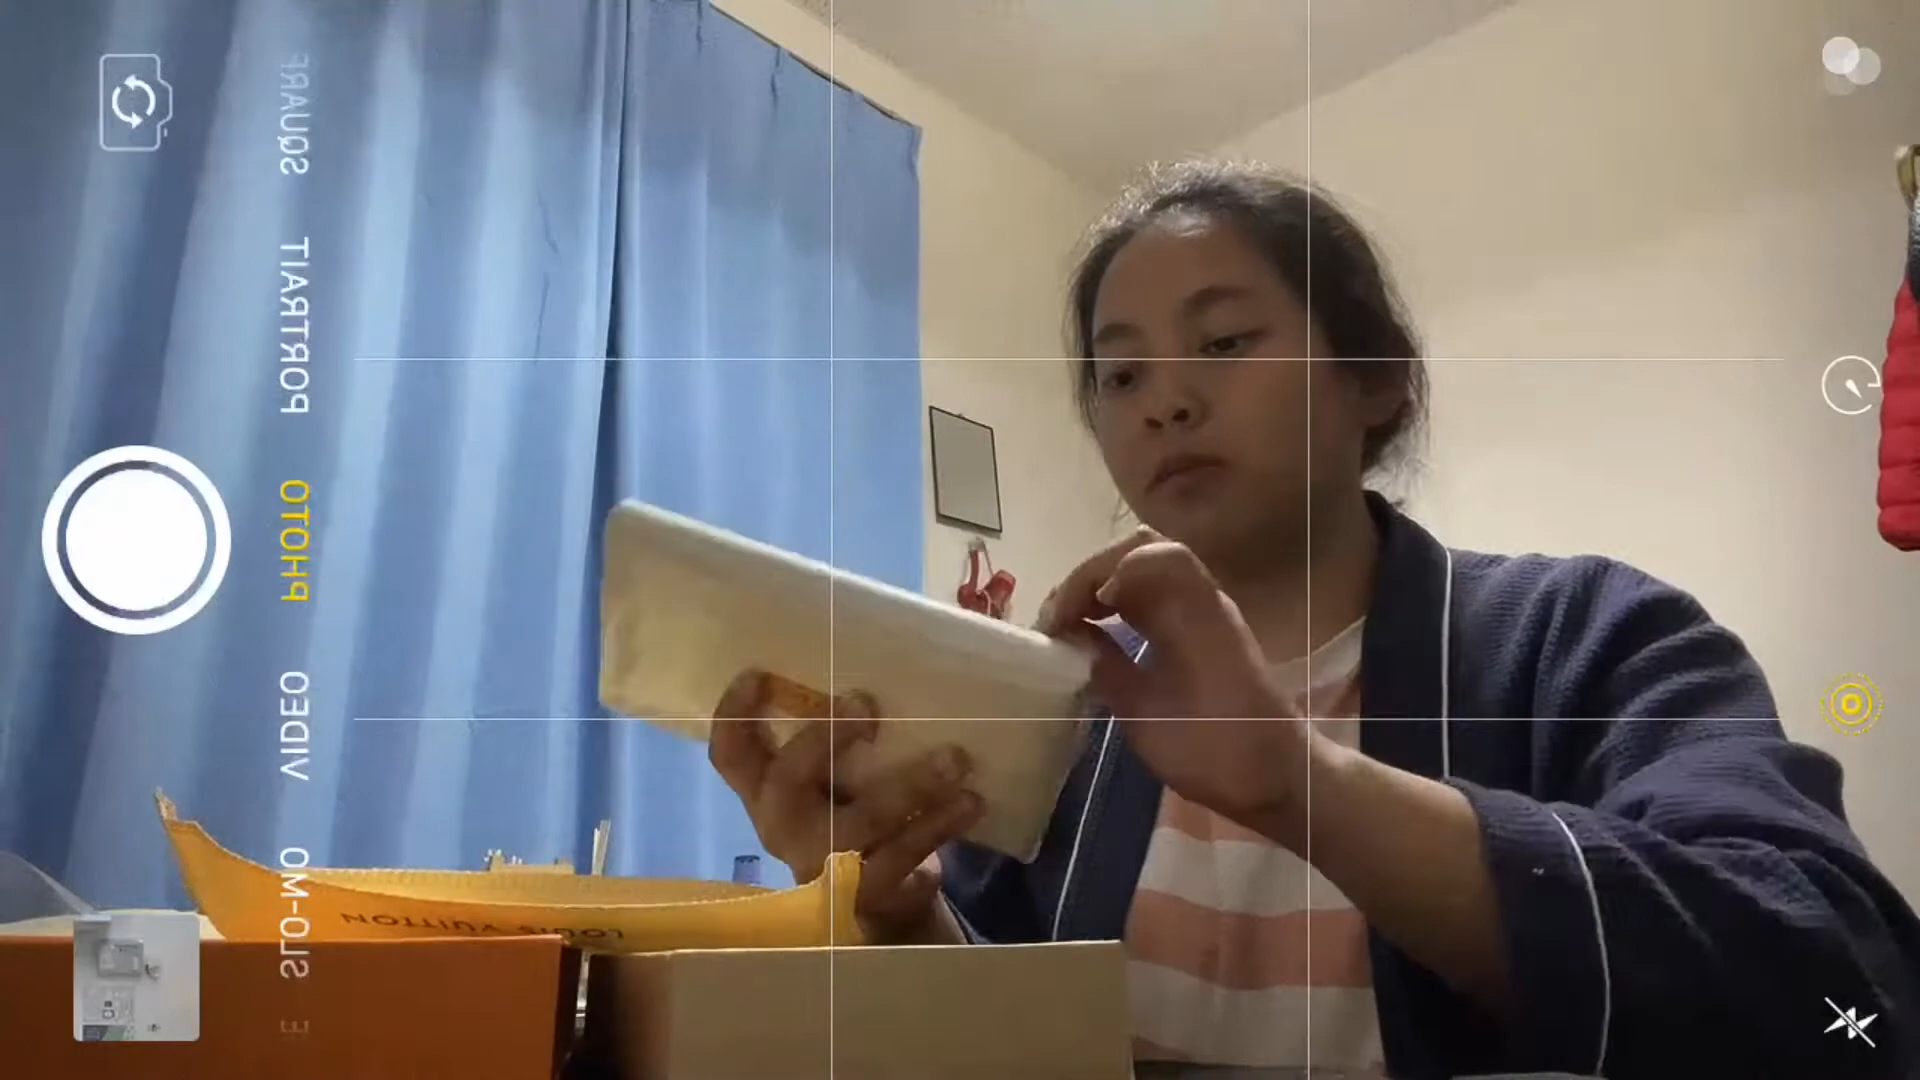 SQUARE
PORTRAIT
PHOTO
VIDEO
SLO-MO
LOUIS VUITTON